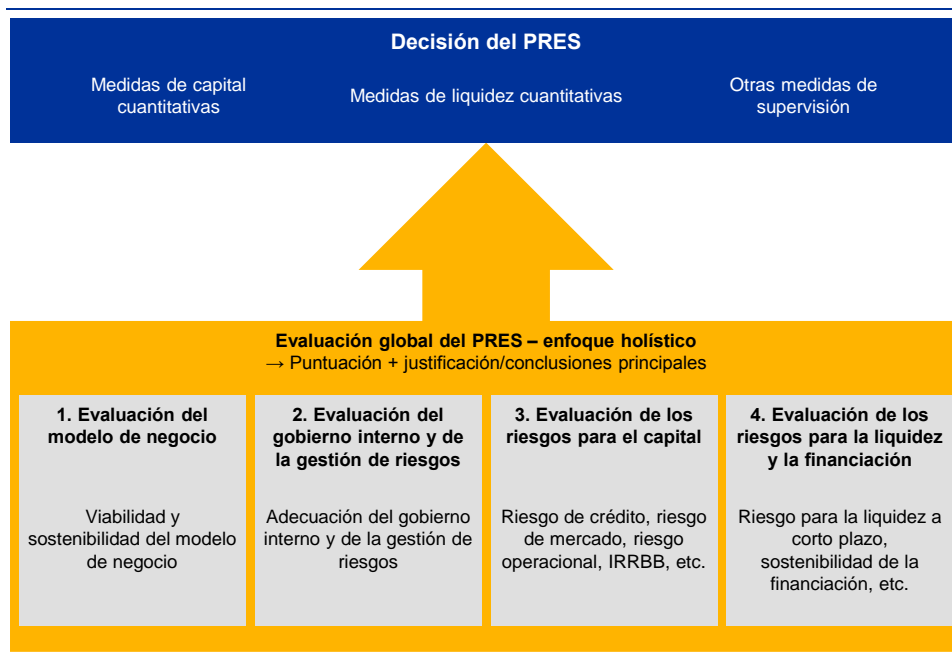 Decisión del PRES
Medidas de capital
cuantitativas
Medidas de liquidez cuantitativas
Otras medidas de
supervisión
Evaluación global del PRES – enfoque holístico
→ Puntuación + justificación/conclusiones principales
1. Evaluación del
modelo de negocio
Viabilidad y
sostenibilidad del modelo
de negocio
2. Evaluación del
gobierno interno y de
la gestión de riesgos
Adecuación del gobierno
interno y de la gestión de
riesgos
3. Evaluación de los
riesgos para el capital
Riesgo de crédito, riesgo
de mercado, riesgo
operacional, IRRBB, etc.
4. Evaluación de los
riesgos para la liquidez
y la financiación
Riesgo para la liquidez a
corto plazo,
sostenibilidad de la
financiación, etc.